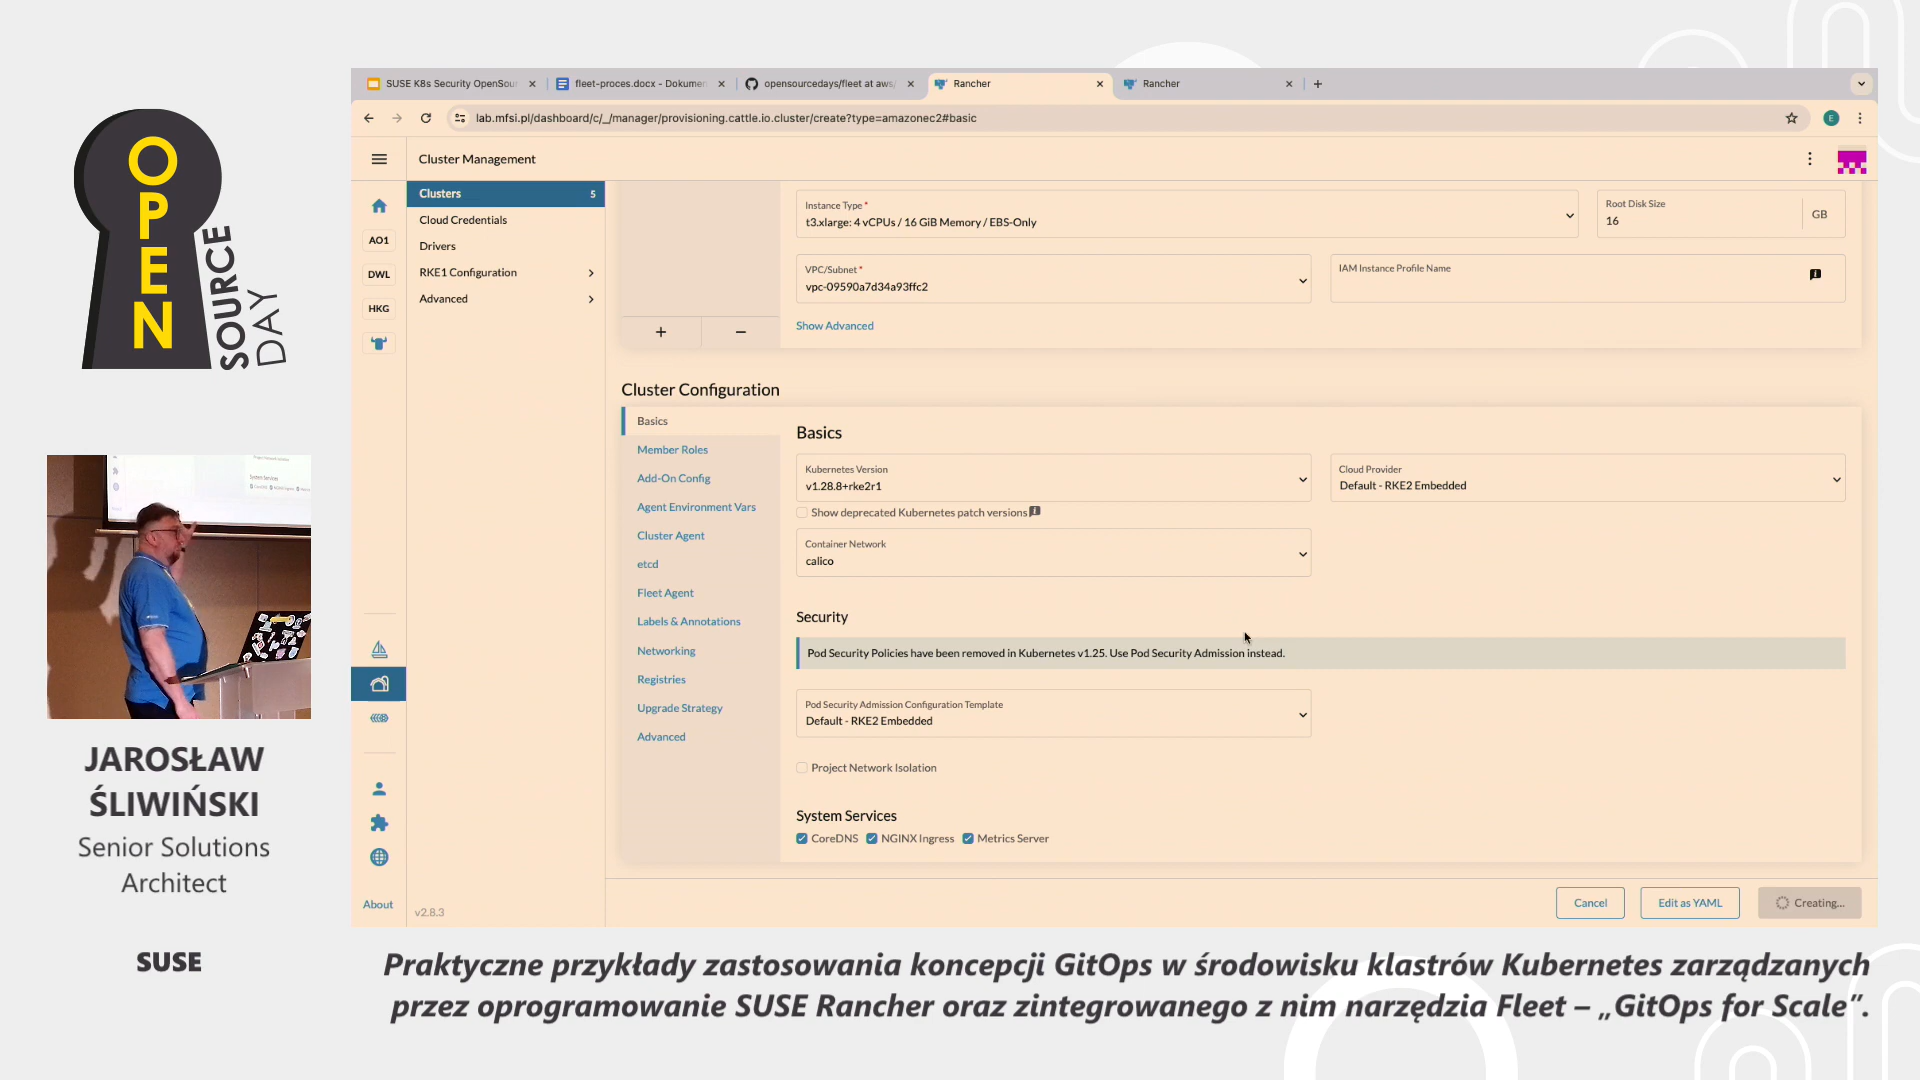 OPEN
SOURCE
DAY
JAROSŁAW
ŚLIWIŃSKI
Senior Solutions
Architect
SUSE
SUSE K8s Security OpenSour
fleet-proces.docx - Dokumen
opensourcedays/fleet at aws/
Rancher
Rancher
lab.mfsi.pl/dashboard/c/_/manager/provisioning.cattle.io.cluster/create?type=amazonec2#basic
E
Cluster Management
AO1
DWL
HKG
About
Clusters 5
Cloud Credentials
Drivers
RKE1 Configuration
Advanced
v2.8.3
Instance Type *
t3.xlarge: 4 vCPUs / 16 GiB Memory / EBS-Only
Root Disk Size
16
GB
VPC/Subnet *
vpc-09590a7d34a93ffc2
IAM Instance Profile Name
Show Advanced
Cluster Configuration
Basics
Member Roles
Add-On Config
Agent Environment Vars
Cluster Agent
etcd
Fleet Agent
Labels & Annotations
Networking
Registries
Upgrade Strategy
Advanced
Basics
Kubernetes Version
v1.28.8+rke2r1
Cloud Provider
Default - RKE2 Embedded
Show deprecated Kubernetes patch versions
Container Network
calico
Security
Pod Security Policies have been removed in Kubernetes v1.25. Use Pod Security Admission instead.
Pod Security Admission Configuration Template
Default - RKE2 Embedded
Project Network Isolation
System Services
CoreDNS NGINX Ingress Metrics Server
Cancel
Edit as YAML
Creating...
Praktyczne przykłady zastosowania koncepcji GitOps w środowisku klastrów Kubernetes zarządzanych
przez oprogramowanie SUSE Rancher oraz zintegrowanego z nim narzędzia Fleet – „GitOps for Scale”.